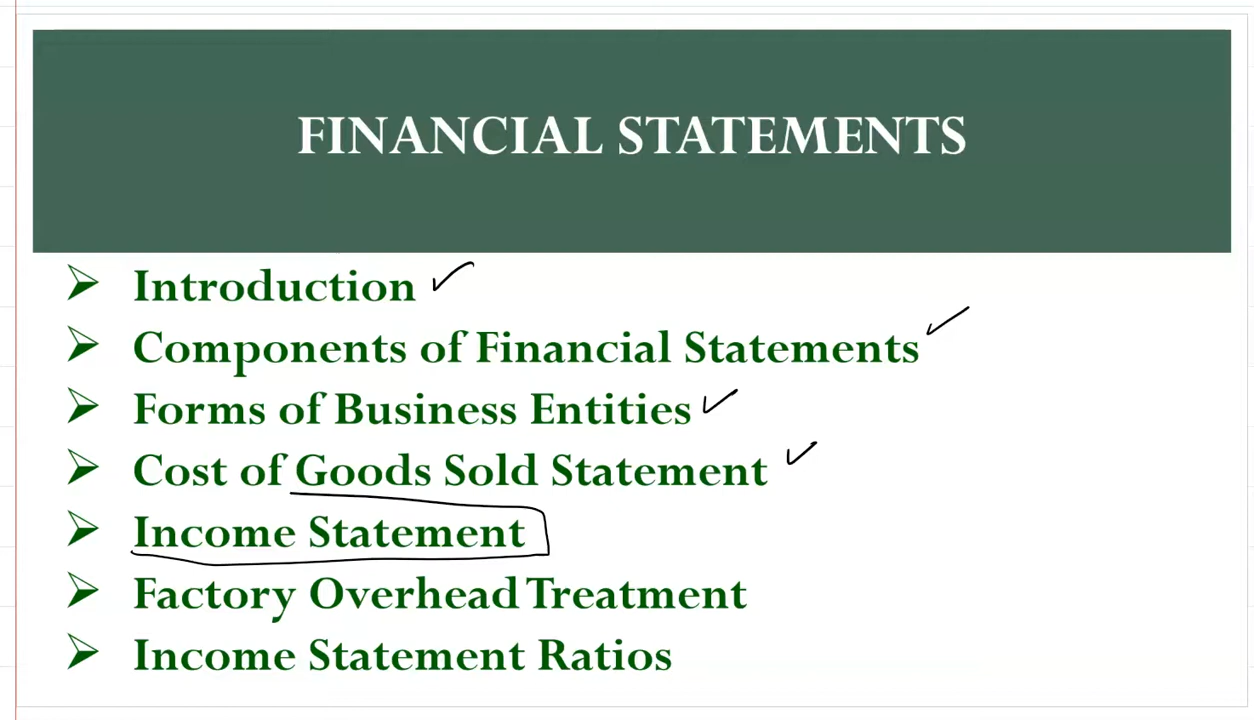 FINANCIAL STATEMENTS
Introduction
Components of Financial Statements
Forms of Business Entities
Cost of Goods Sold Statement
Income Statement
Factory Overhead Treatment
Income Statement Ratios